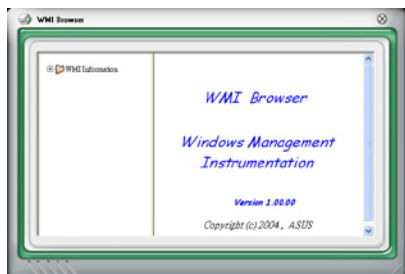 WMI Browser
WMI Information
WMI Browser
Windows Management
Instrumentation
Version 1.00.00
Copyright (c) 2004 , ASUS